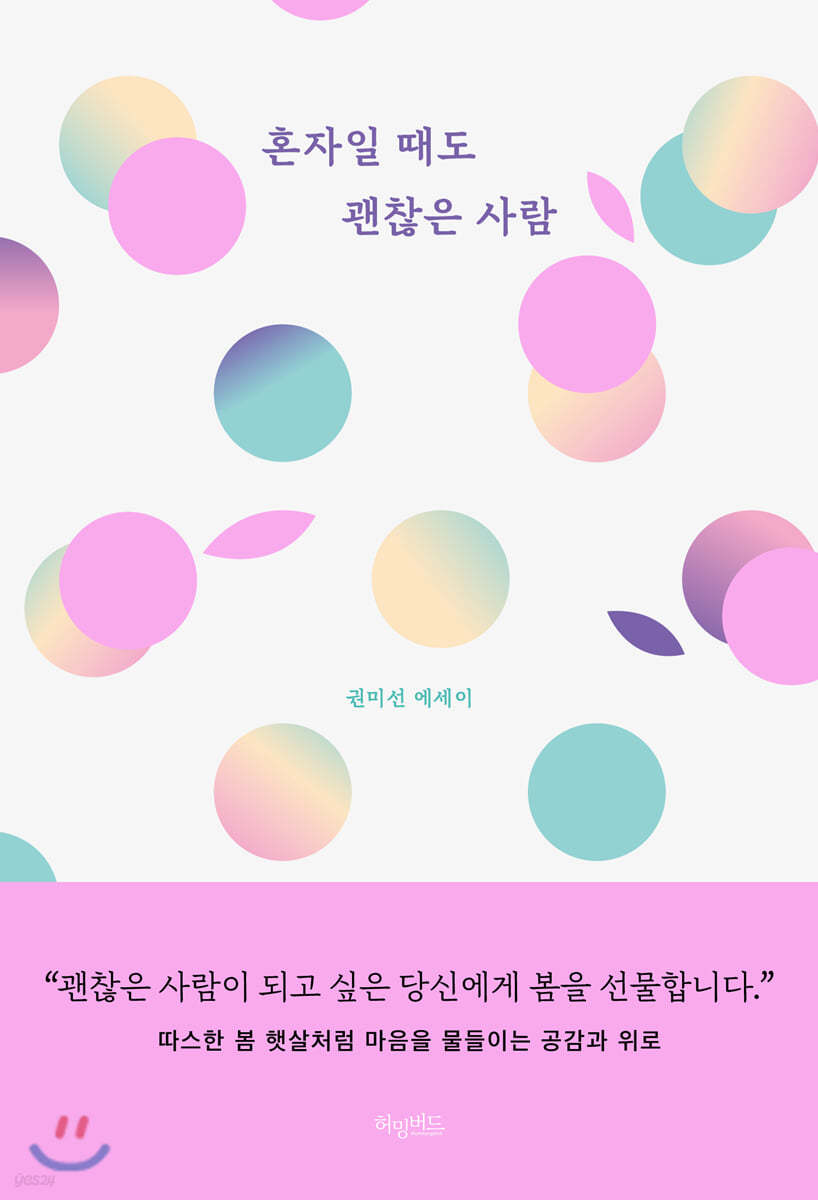 혼자일 때도
괜찮은 사람
권미선 에세이
“괜찮은 사람이 되고 싶은 당신에게 봄을 선물합니다.”
따스한 봄 햇살처럼 마음을 물들이는 공감과 위로
허밍버드
yes24